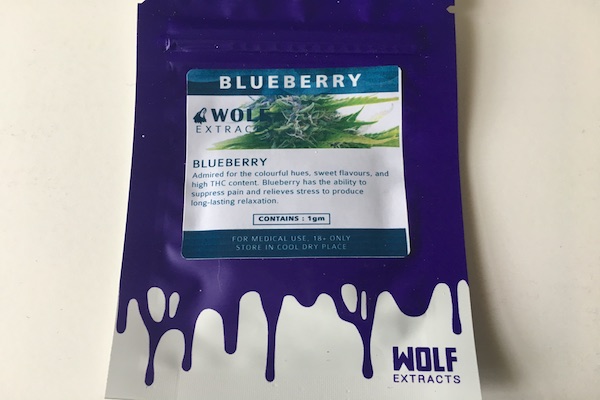 BLUEBERRY
WOLF
EXTRAC
BLUEBERRY
Admired for the colourful hues, sweet flavours, and
high THC content. Blueberry has the ability to
suppress pain and relieves stress to produce
long-lasting relaxation.
CONTAINS : 1gm
FOR MEDICAL USE, 18+ ONLY
STORE IN COOL DRY PLACE
WOLF
EXTRACTS